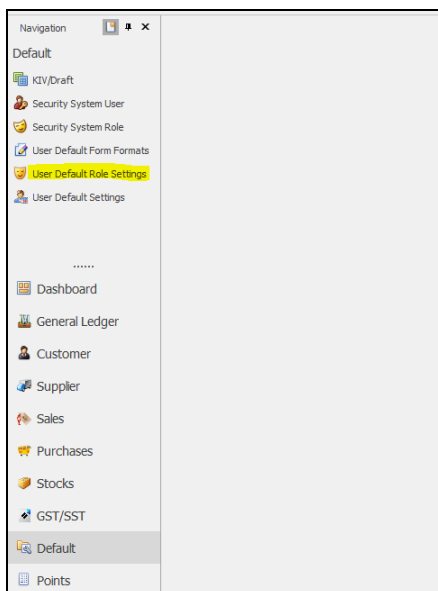 Navigation
Default
KIV/Draft
Security System User
Security System Role
User Default Form Formats
User Default Role Settings
User Default Settings
......
Dashboard
General Ledger
Customer
Supplier
Sales
Purchases
Stocks
GST/SST
Default
Points